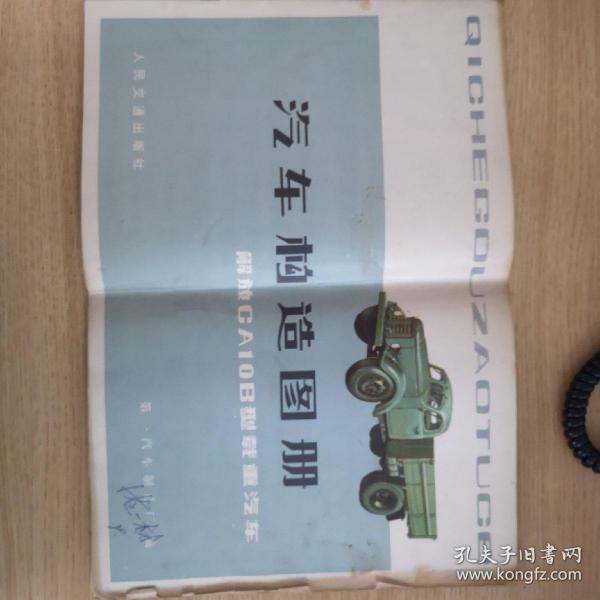 QICHEGOUZAOTUCE
汽车构造图册
解放CA10B型载重汽车
第一汽车制造厂
人民交通出版社
孔夫子旧书网
www.kongfz.com